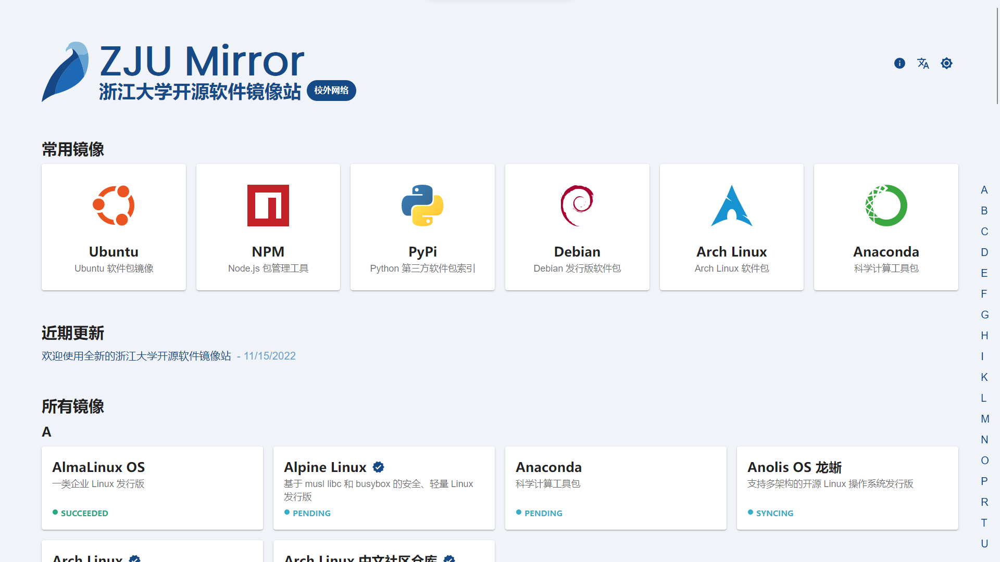 ZJU Mirror
浙江大学开源软件镜像站
校外网络
常用镜像
Ubuntu
Ubuntu 软件包镜像
NPM
Node.js 包管理工具
PyPi
Python 第三方软件包索引
Debian
Debian 发行版软件包
Arch Linux
Arch Linux 软件包
Anaconda
科学计算工具包
近期更新
欢迎使用全新的浙江大学开源软件镜像站 - 11/15/2022
所有镜像
A
AlmaLinux OS
一类企业 Linux 发行版
SUCCEEDED
Alpine Linux
基于 musl libc 和 busybox 的安全、轻量 Linux
发行版
PENDING
Anaconda
科学计算工具包
PENDING
Anolis OS 龙蜥
支持多架构的开源 Linux 操作系统发行版
SYNCING
Arch Linux
Arch Linux 中文社区仓库
A
B
C
D
E
F
G
H
I
K
L
M
N
O
P
R
T
U